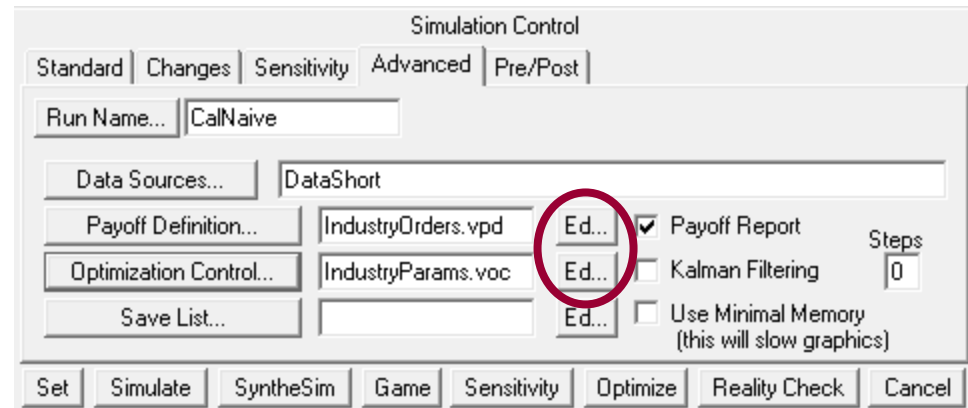 Simulation Control
Standard Changes Sensitivity Advanced Pre/Post
Run Name... CalNaive
Data Sources... DataShort
Payoff Definition... IndustryOrders.vpd Ed... Payoff Report Steps
Optimization Control... IndustryParams.voc Ed... Kalman Filtering 0
Save List... Ed... Use Minimal Memory
(this will slow graphics)
Set Simulate SyntheSim Game Sensitivity Optimize Reality Check Cancel